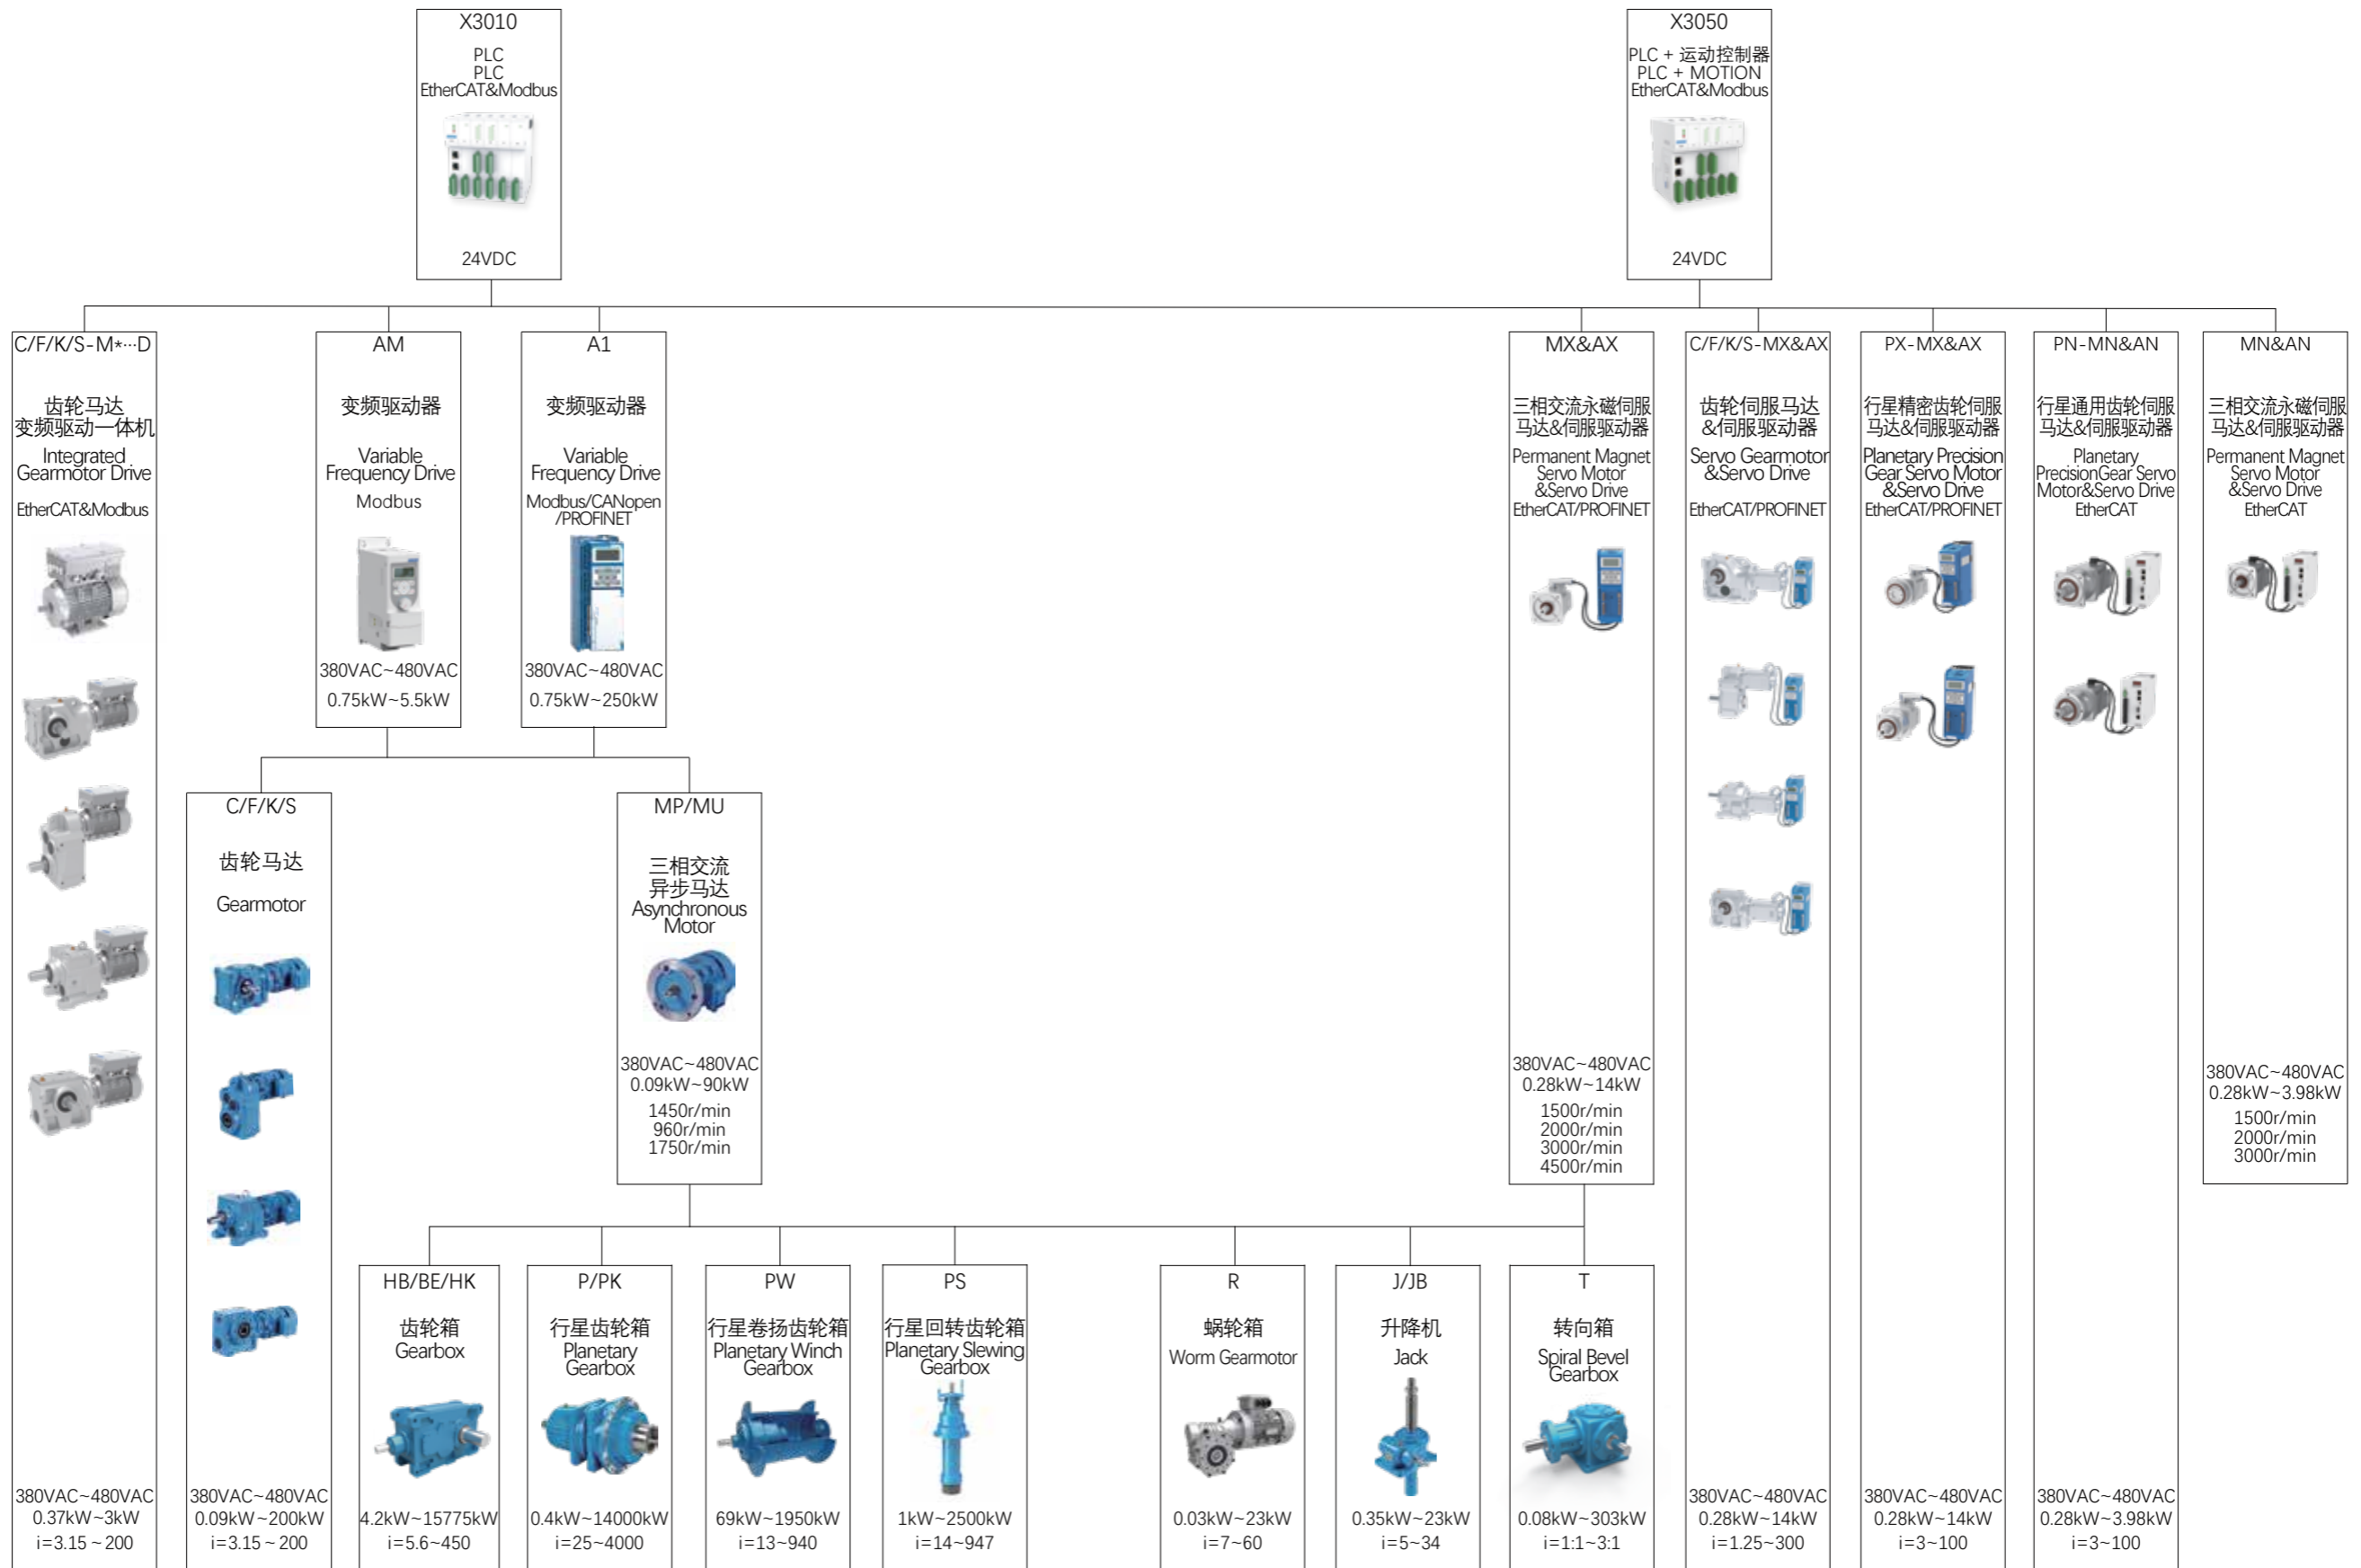 X3010
PLC
PLC
EtherCAT&Modbus
24VDC
X3050
PLC + 运动控制器
PLC + MOTION
EtherCAT&Modbus
24VDC
C/F/K/S-M*···D
齿轮马达
变频驱动一体机
Integrated
Gearmotor Drive
EtherCAT&Modbus
380VAC~480VAC
0.37kW~3kW
i=3.15 ~ 200
AM
变频驱动器
Variable
Frequency Drive
Modbus
380VAC~480VAC
0.75kW~5.5kW
A1
变频驱动器
Variable
Frequency Drive
Modbus/CANopen
/PROFINET
380VAC~480VAC
0.75kW~250kW
MX&AX
三相交流永磁伺服
马达&伺服驱动器
Permanent Magnet
Servo Motor
&Servo Drive
EtherCAT/PROFINET
380VAC~480VAC
0.28kW~14kW
1500r/min
2000r/min
3000r/min
4500r/min
C/F/K/S-MX&AX
齿轮伺服马达
&伺服驱动器
Servo Gearmotor
&Servo Drive
EtherCAT/PROFINET
380VAC~480VAC
0.28kW~14kW
i=1.25~300
PX-MX&AX
行星精密齿轮伺服
马达&伺服驱动器
Planetary Precision
Gear Servo Motor
&Servo Drive
EtherCAT/PROFINET
380VAC~480VAC
0.28kW~14kW
i=3~100
PN-MN&AN
行星通用齿轮伺服
马达&伺服驱动器
Planetary
PrecisionGear Servo
Motor&Servo Drive
EtherCAT
380VAC~480VAC
0.28kW~3.98kW
i=3~100
MN&AN
三相交流永磁伺服
马达&伺服驱动器
Permanent Magnet
Servo Motor
&Servo Drive
EtherCAT
380VAC~480VAC
0.28kW~3.98kW
1500r/min
2000r/min
3000r/min
C/F/K/S
齿轮马达
Gearmotor
380VAC~480VAC
0.09kW~200kW
i=3.15 ~ 200
MP/MU
三相交流
异步马达
Asynchronous
Motor
380VAC~480VAC
0.09kW~90kW
1450r/min
960r/min
1750r/min
HB/BE/HK
齿轮箱
Gearbox
4.2kW~15775kW
i=5.6~450
P/PK
行星齿轮箱
Planetary
Gearbox
0.4kW~14000kW
i=25~4000
PW
行星卷扬齿轮箱
Planetary Winch
Gearbox
69kW~1950kW
i=13~940
PS
行星回转齿轮箱
Planetary Slewing
Gearbox
1kW~2500kW
i=14~947
R
蜗轮箱
Worm Gearmotor
0.03kW~23kW
i=7~60
J/JB
升降机
Jack
0.35kW~23kW
i=5~34
T
转向箱
Spiral Bevel
Gearbox
0.08kW~303kW
i=1:1~3:1